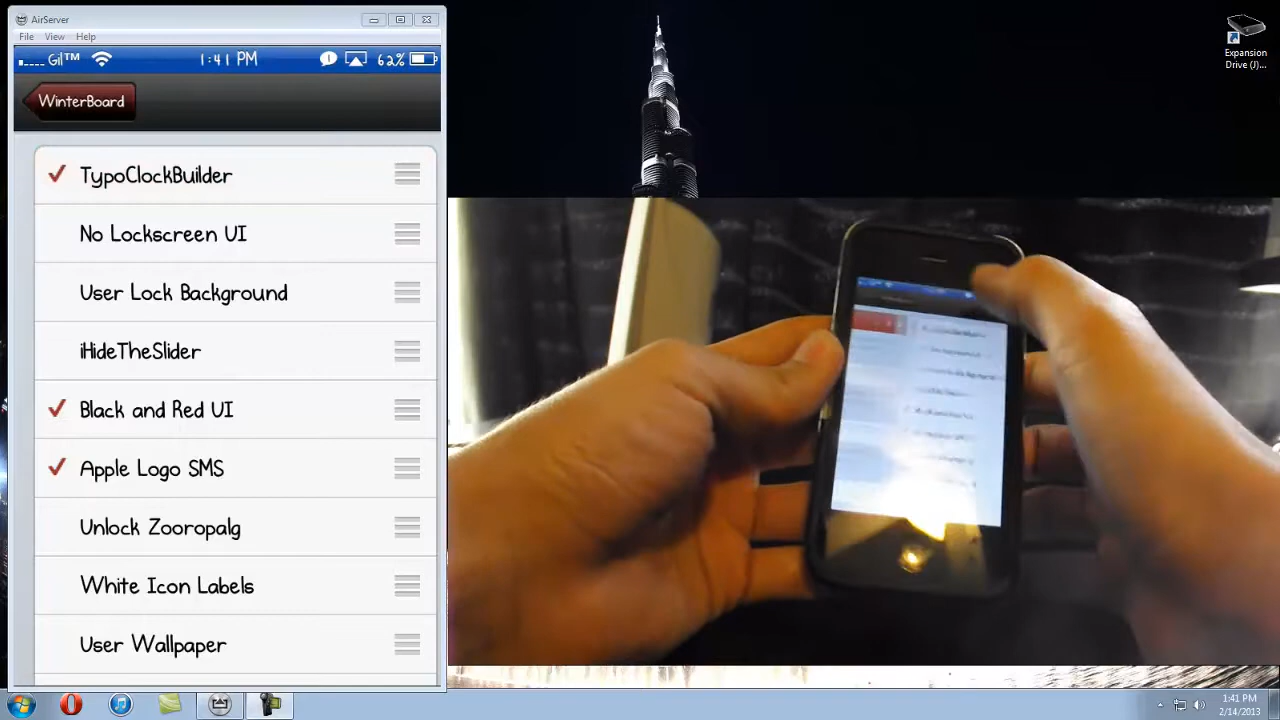 AirServer
File View Help
Gil™ 1:41 PM 62%
WinterBoard
TypoClockBuilder
No Lockscreen UI
User Lock Background
iHideTheSlider
Black and Red UI
Apple Logo SMS
Unlock Zooropalg
White Icon Labels
User Wallpaper
Expansion
Drive (J)...
1:41 PM
2/14/2013